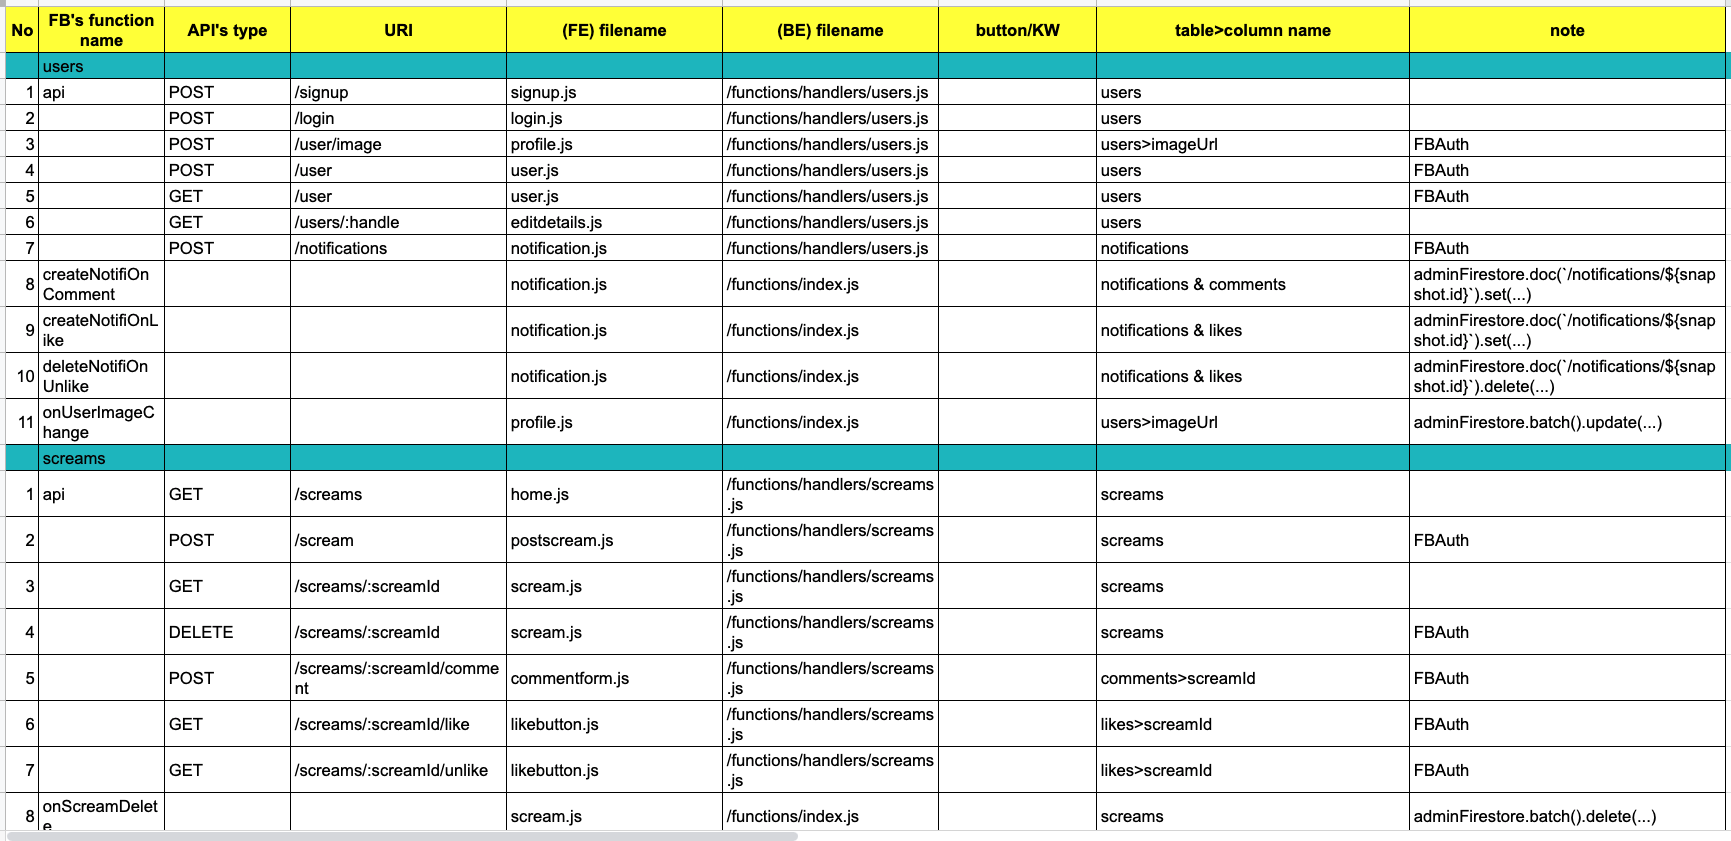 No FB's function name API's type URI (FE) filename (BE) filename button/KW table>column name note
users
1 api POST /signup signup.js /functions/handlers/users.js users
2 POST /login login.js /functions/handlers/users.js users
3 POST /user/image profile.js /functions/handlers/users.js users>imageUrl FBAuth
4 POST /user user.js /functions/handlers/users.js users FBAuth
5 GET /user user.js /functions/handlers/users.js users FBAuth
6 GET /users/:handle editdetails.js /functions/handlers/users.js users
7 POST /notifications notification.js /functions/handlers/users.js notifications FBAuth
8 createNotifiOnComment notification.js /functions/index.js notifications & comments adminFirestore.doc(`/notifications/${snapshot.id}`).set(...)
9 createNotifiOnLike notification.js /functions/index.js notifications & likes adminFirestore.doc(`/notifications/${snapshot.id}`).set(...)
10 deleteNotifiOnUnlike notification.js /functions/index.js notifications & likes adminFirestore.doc(`/notifications/${snapshot.id}`).delete(...)
11 onUserImageChange profile.js /functions/index.js users>imageUrl adminFirestore.batch().update(...)
screams
1 api GET /screams home.js /functions/handlers/screams.js screams
2 POST /scream postscream.js /functions/handlers/screams.js screams FBAuth
3 GET /screams/:screamId scream.js /functions/handlers/screams.js screams
4 DELETE /screams/:screamId scream.js /functions/handlers/screams.js screams FBAuth
5 POST /screams/:screamId/comment commentform.js /functions/handlers/screams.js comments>screamId FBAuth
6 GET /screams/:screamId/like likebutton.js /functions/handlers/screams.js likes>screamId FBAuth
7 GET /screams/:screamId/unlike likebutton.js /functions/handlers/screams.js likes>screamId FBAuth
8 onScreamDelete scream.js /functions/index.js screams adminFirestore.batch().delete(...)